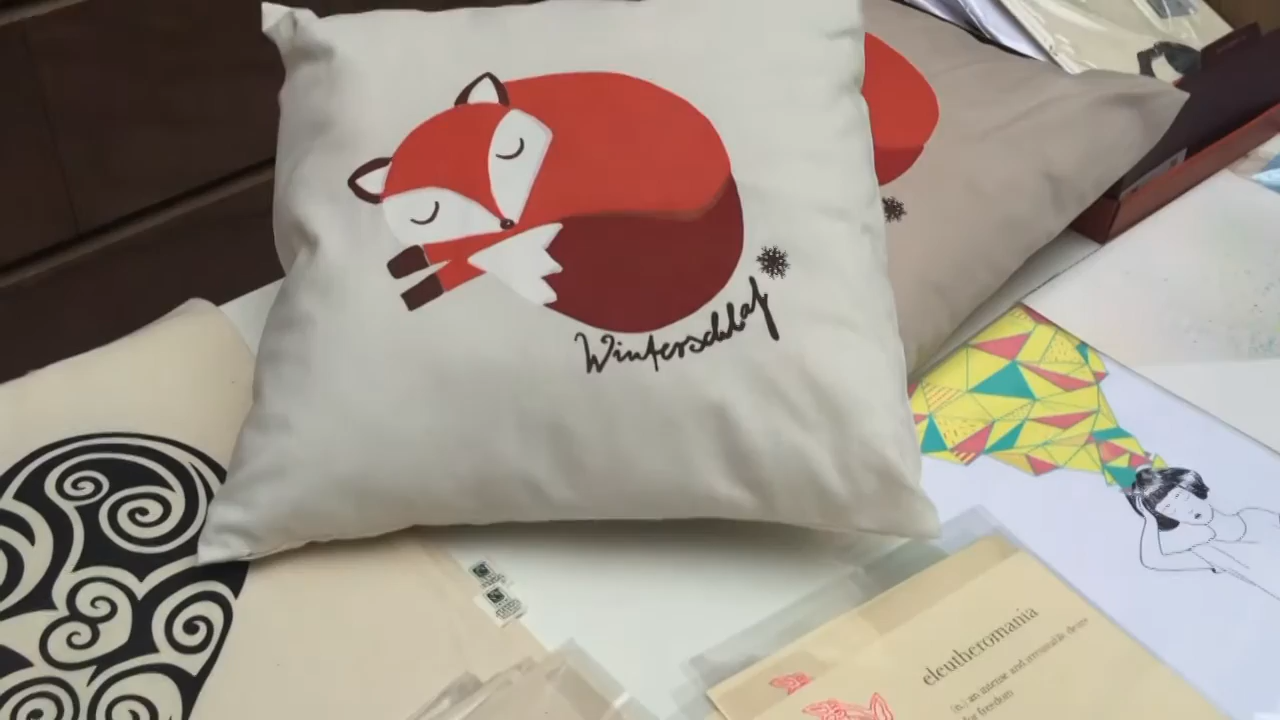 Winterschlaf
eleutheromania
(n.) an intense and irresistible desire
for freedom